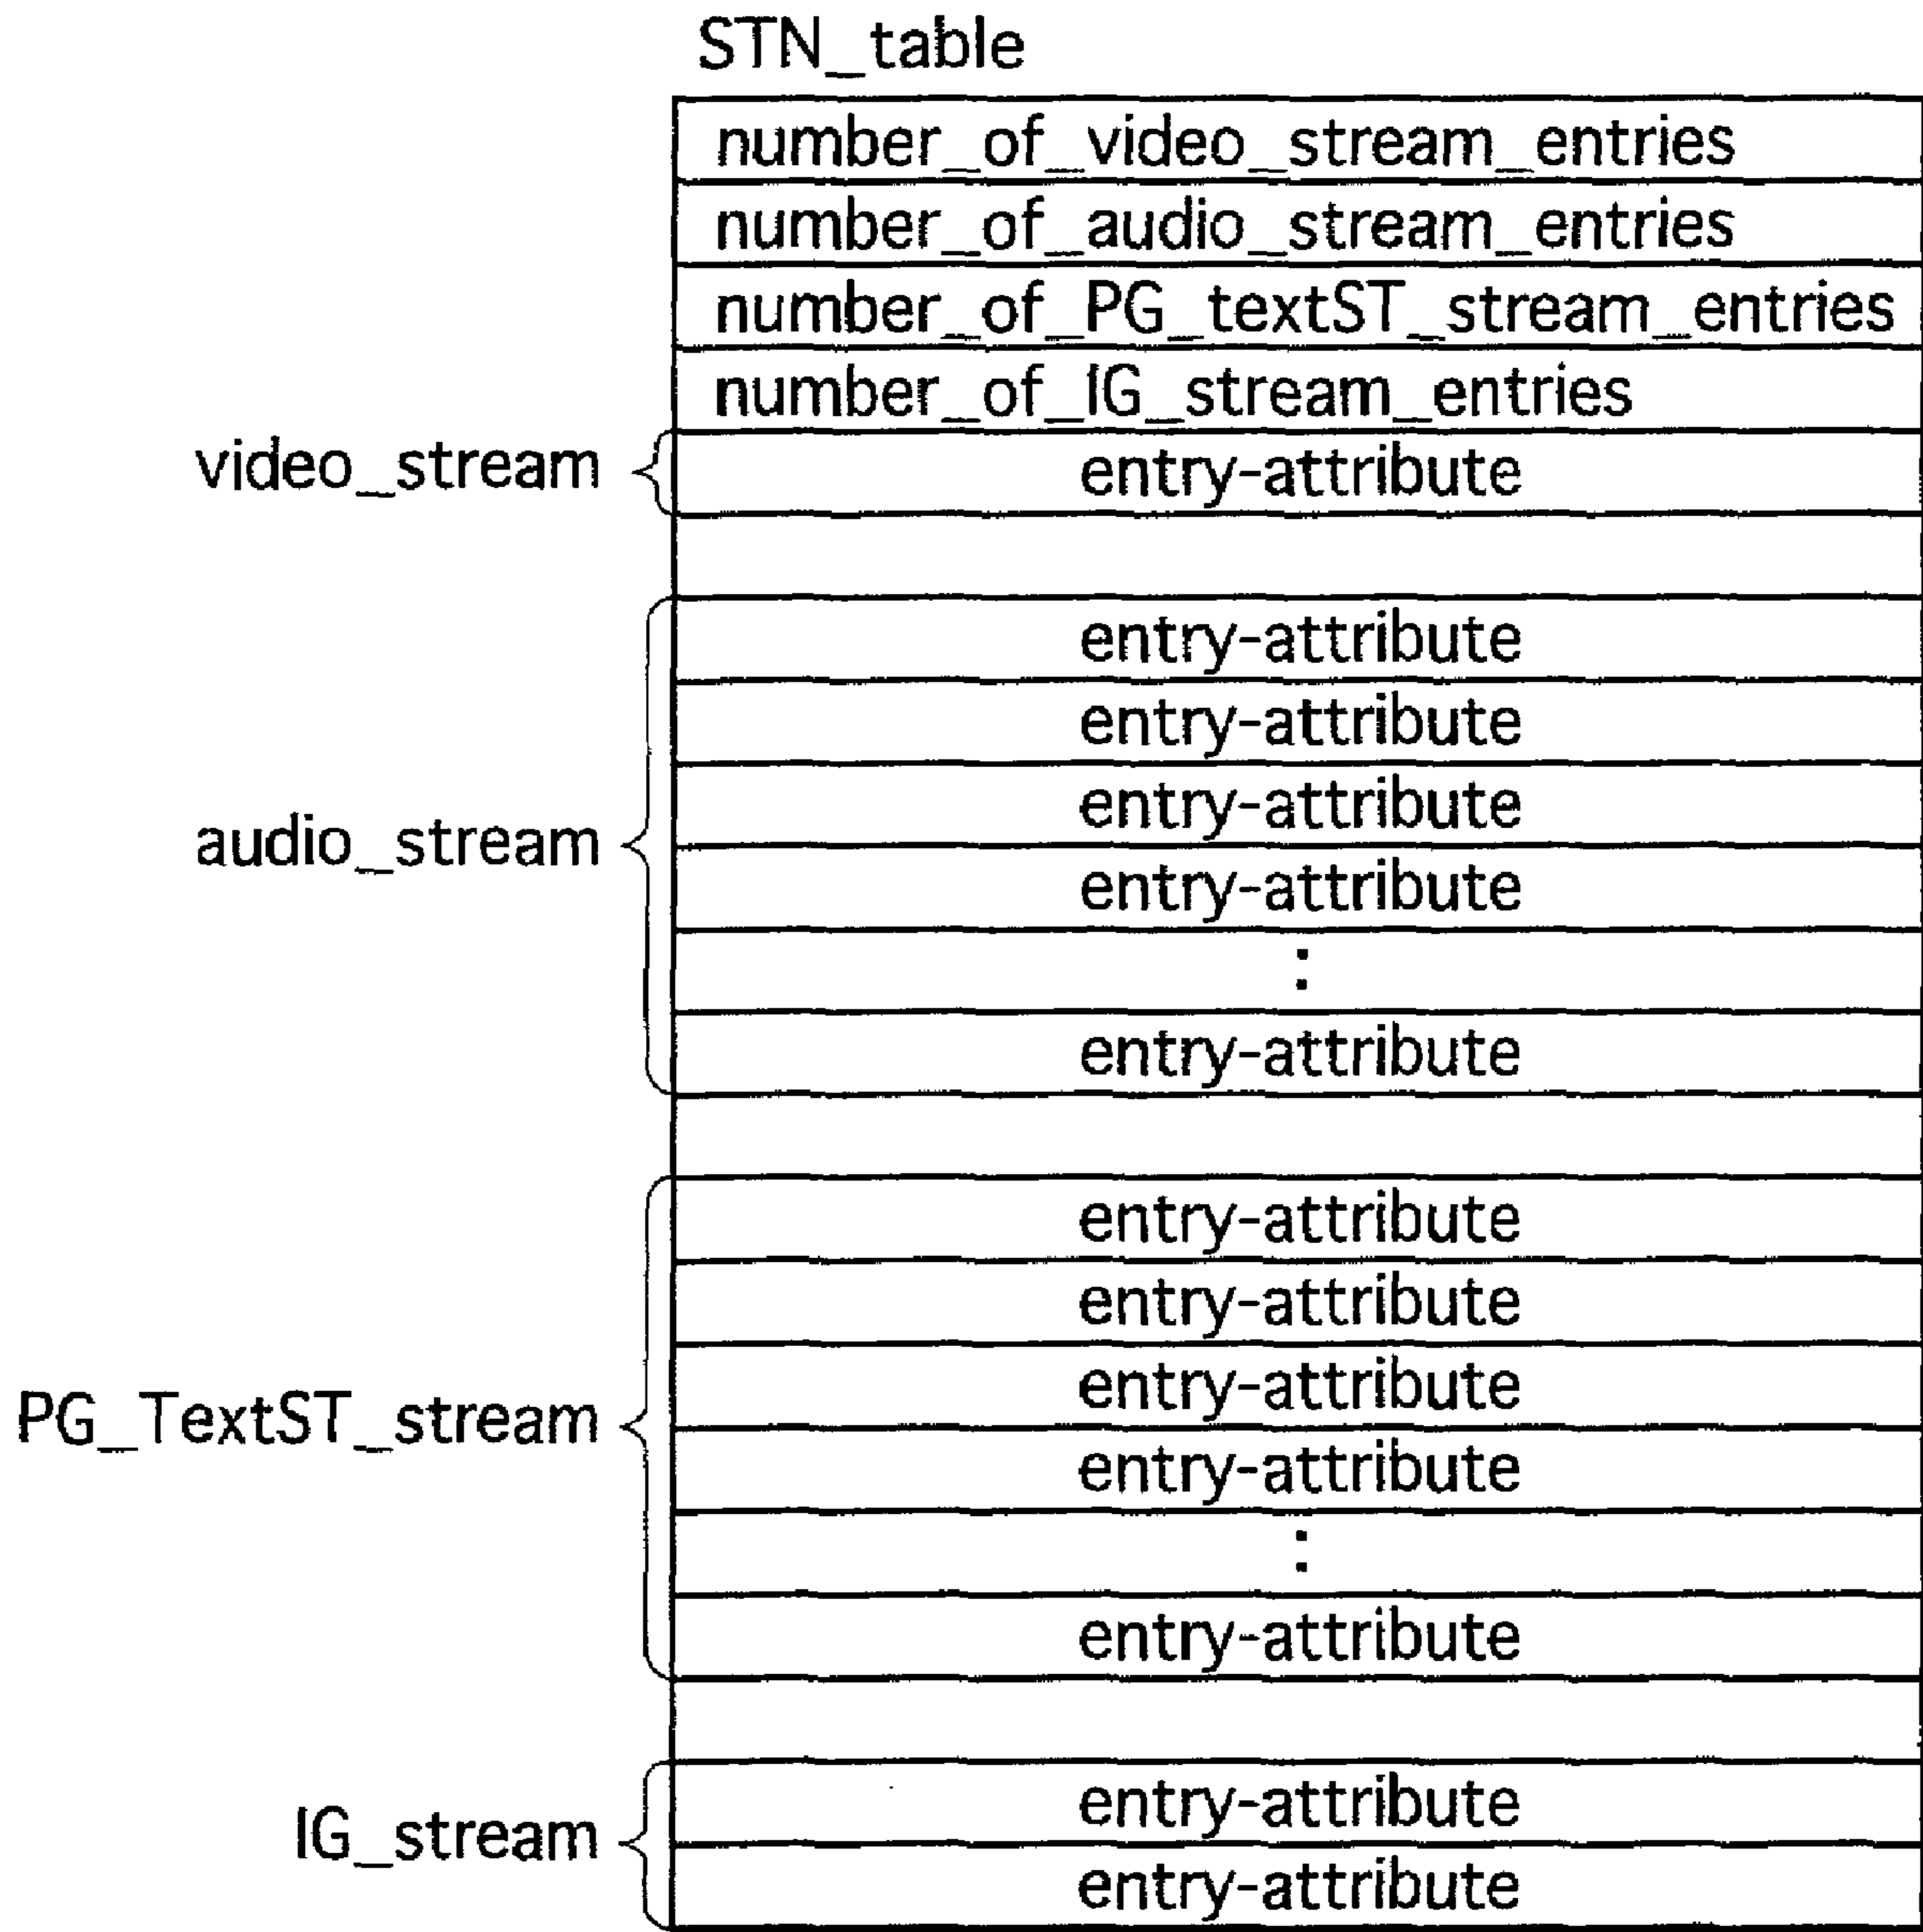 STN_table
number_of_video_stream_entries
number_of_audio_stream_entries
number_of_PG_textST_stream_entries
number_of_IG_stream_entries
video_stream
entry-attribute
audio_stream
entry-attribute
entry-attribute
entry-attribute
entry-attribute
:
entry-attribute
PG_TextST_stream
entry-attribute
entry-attribute
entry-attribute
entry-attribute
:
entry-attribute
IG_stream
entry-attribute
entry-attribute